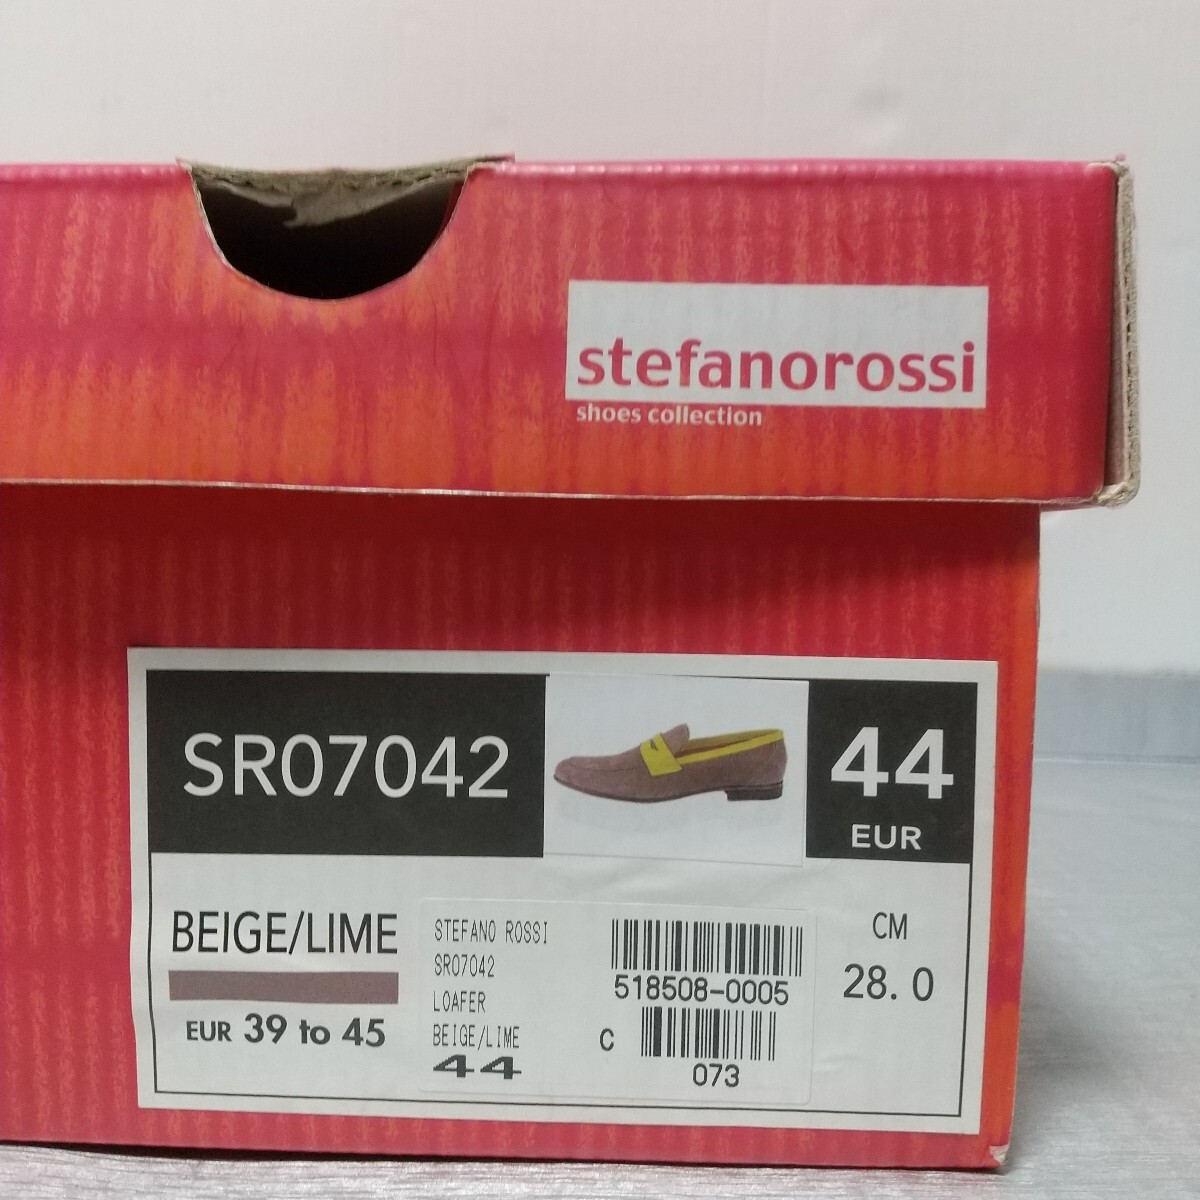 stefanorossi
shoes collection
SR07042
44
EUR
BEIGE/LIME
EUR 39 to 45
STEFANO ROSSI
SR07042
LOAFER
BEIGE/LIME
44
518508-0005
C
073
CM
28.0